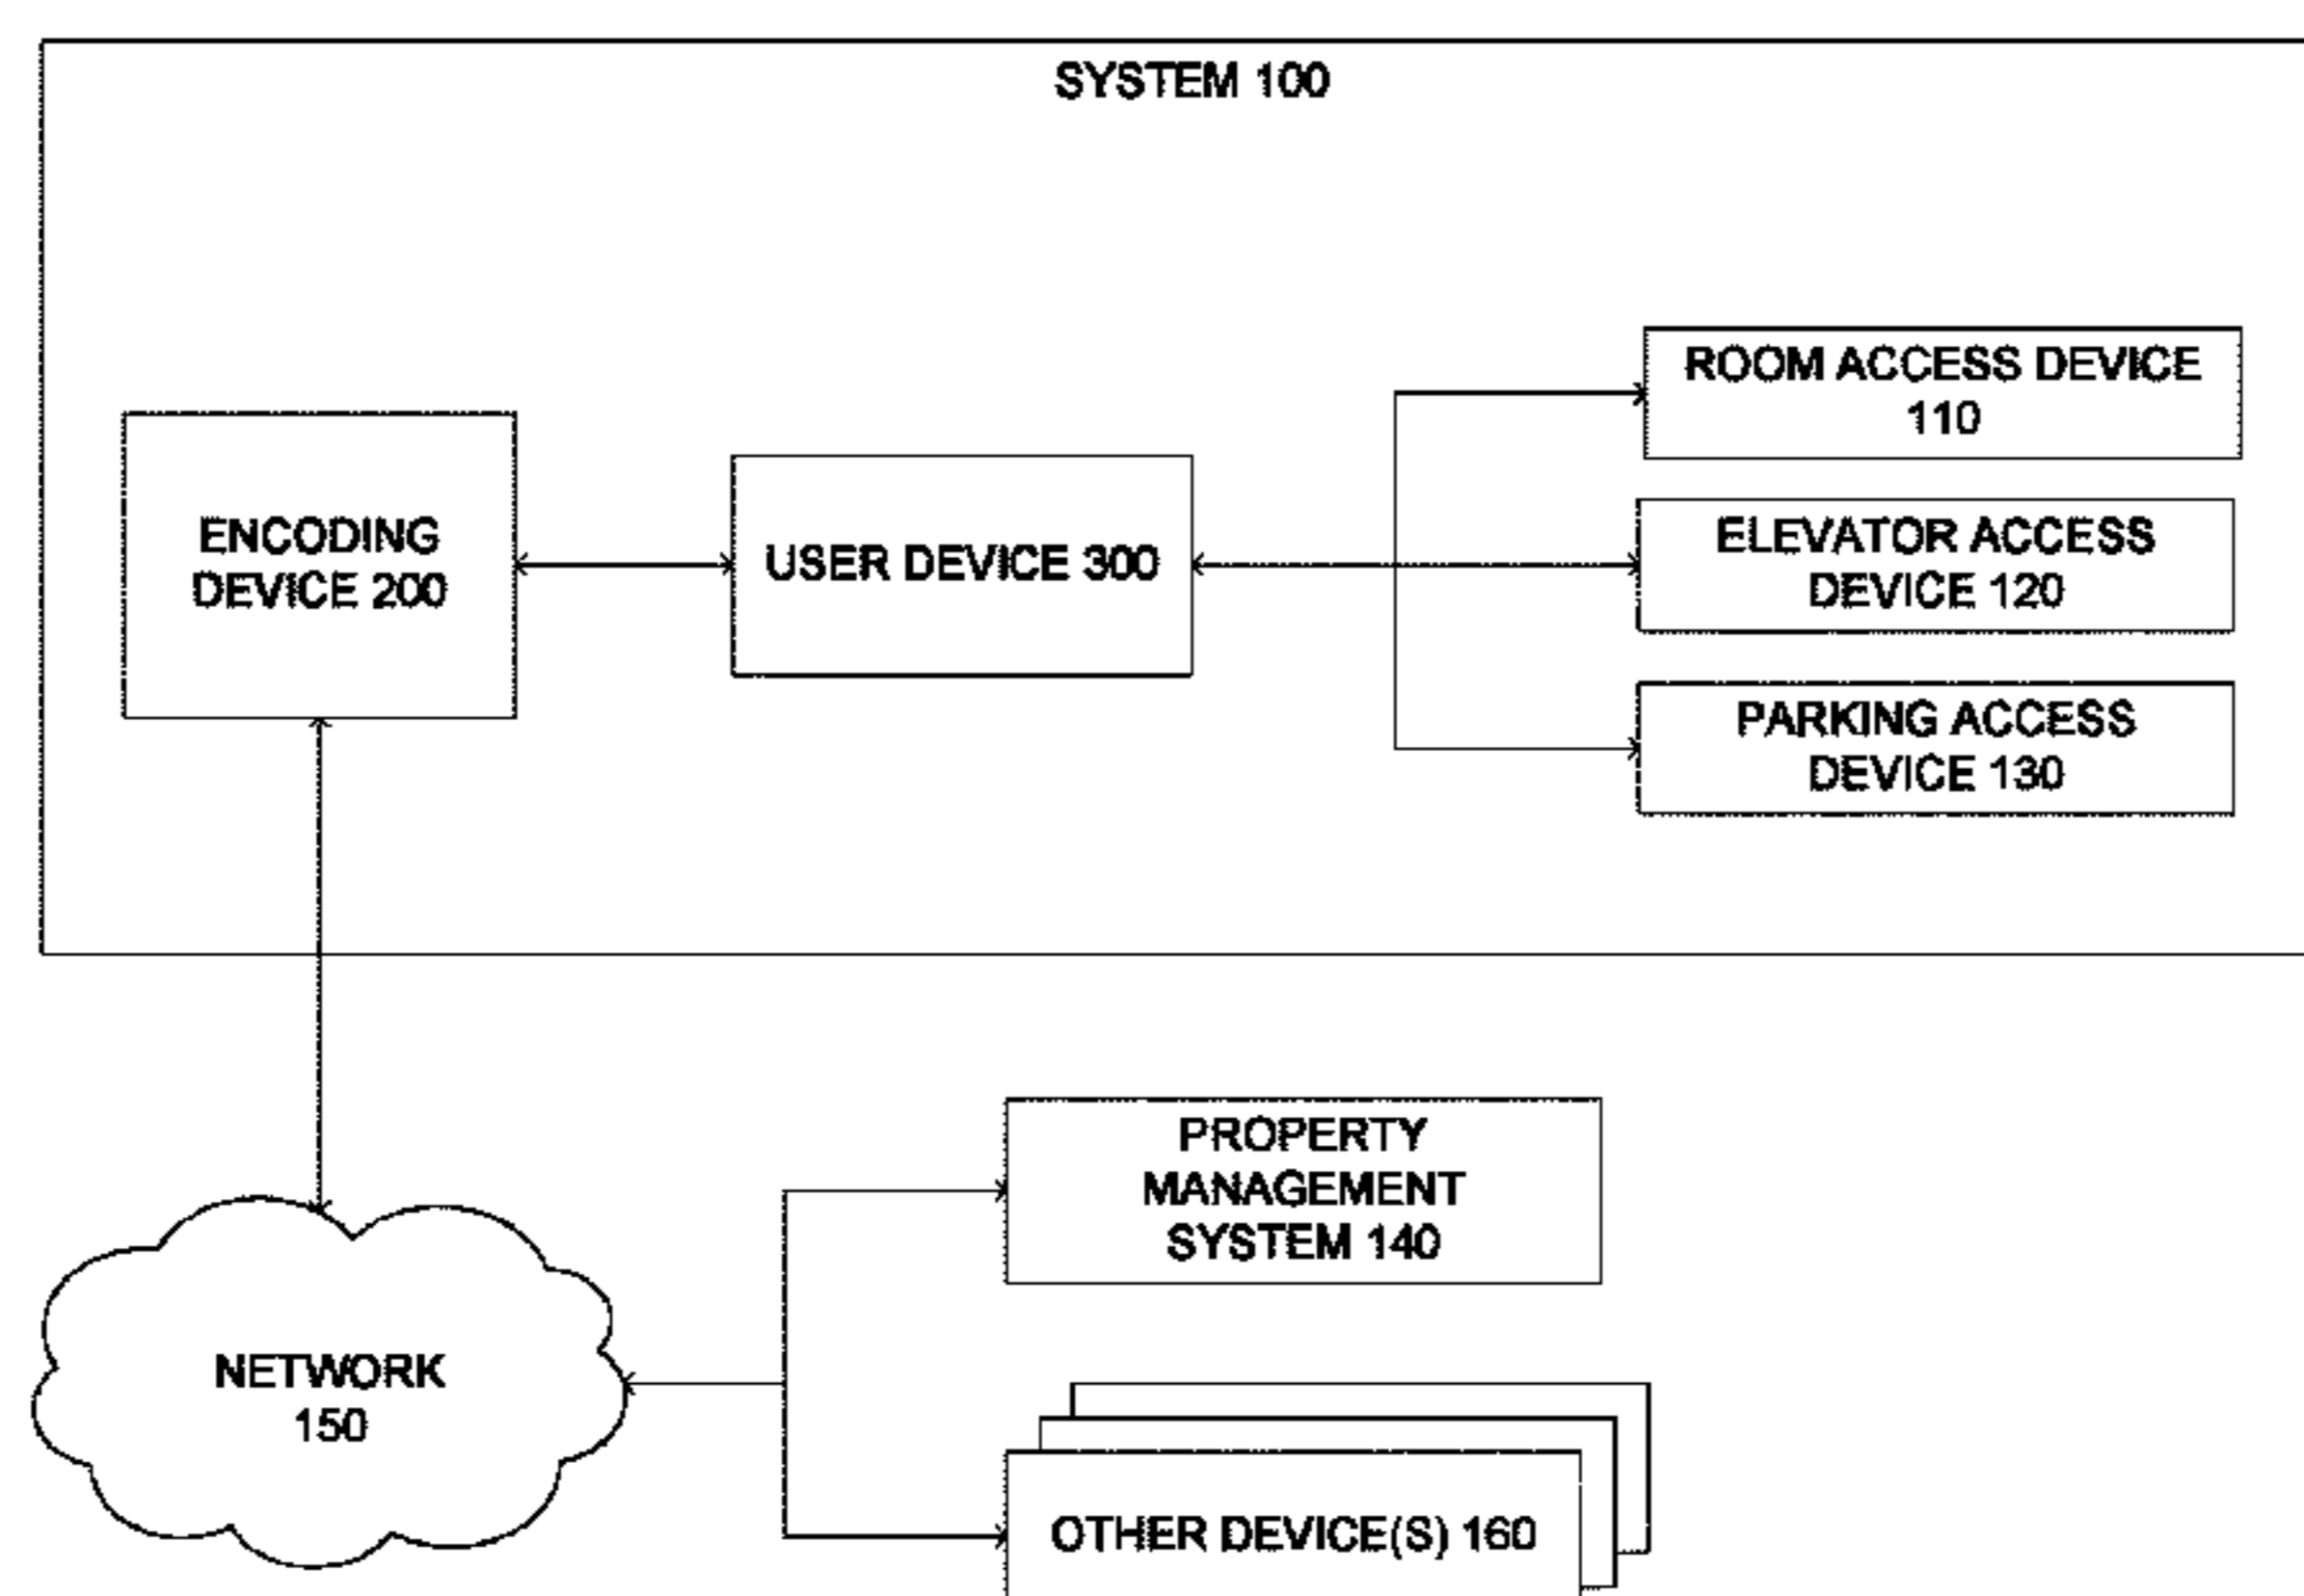 SYSTEM 100
ROOM ACCESS DEVICE
110
ENCODING
DEVICE 200
USER DEVICE 300
ELEVATOR ACCESS
DEVICE 120
PARKING ACCESS
DEVICE 130
PROPERTY
MANAGEMENT
SYSTEM 140
NETWORK
150
OTHER DEVICE(S) 160